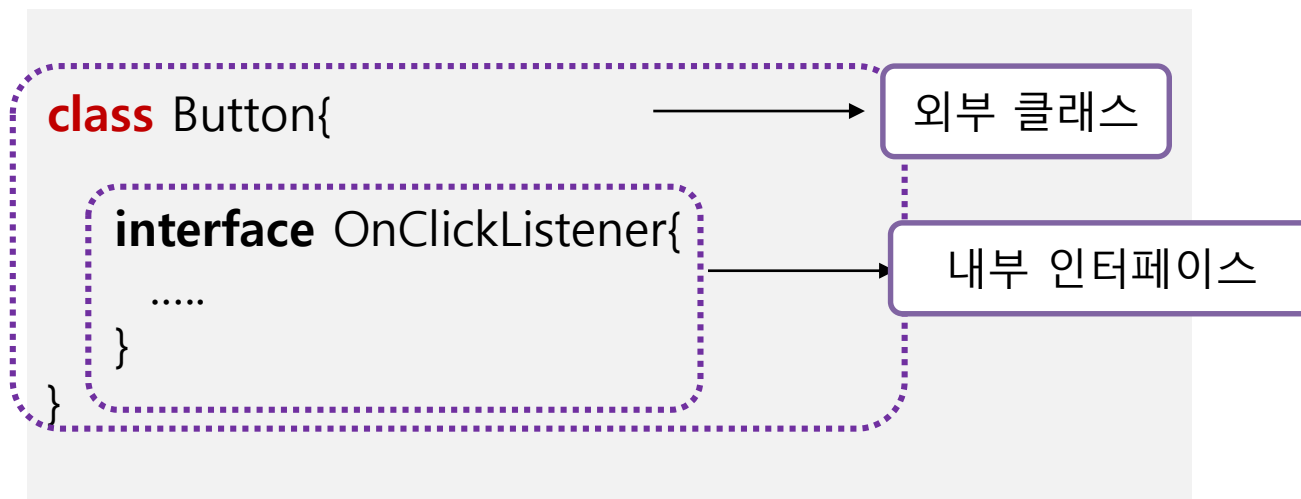 class Button{
외부 클래스
interface OnClickListener{
내부 인터페이스
.....
}
}